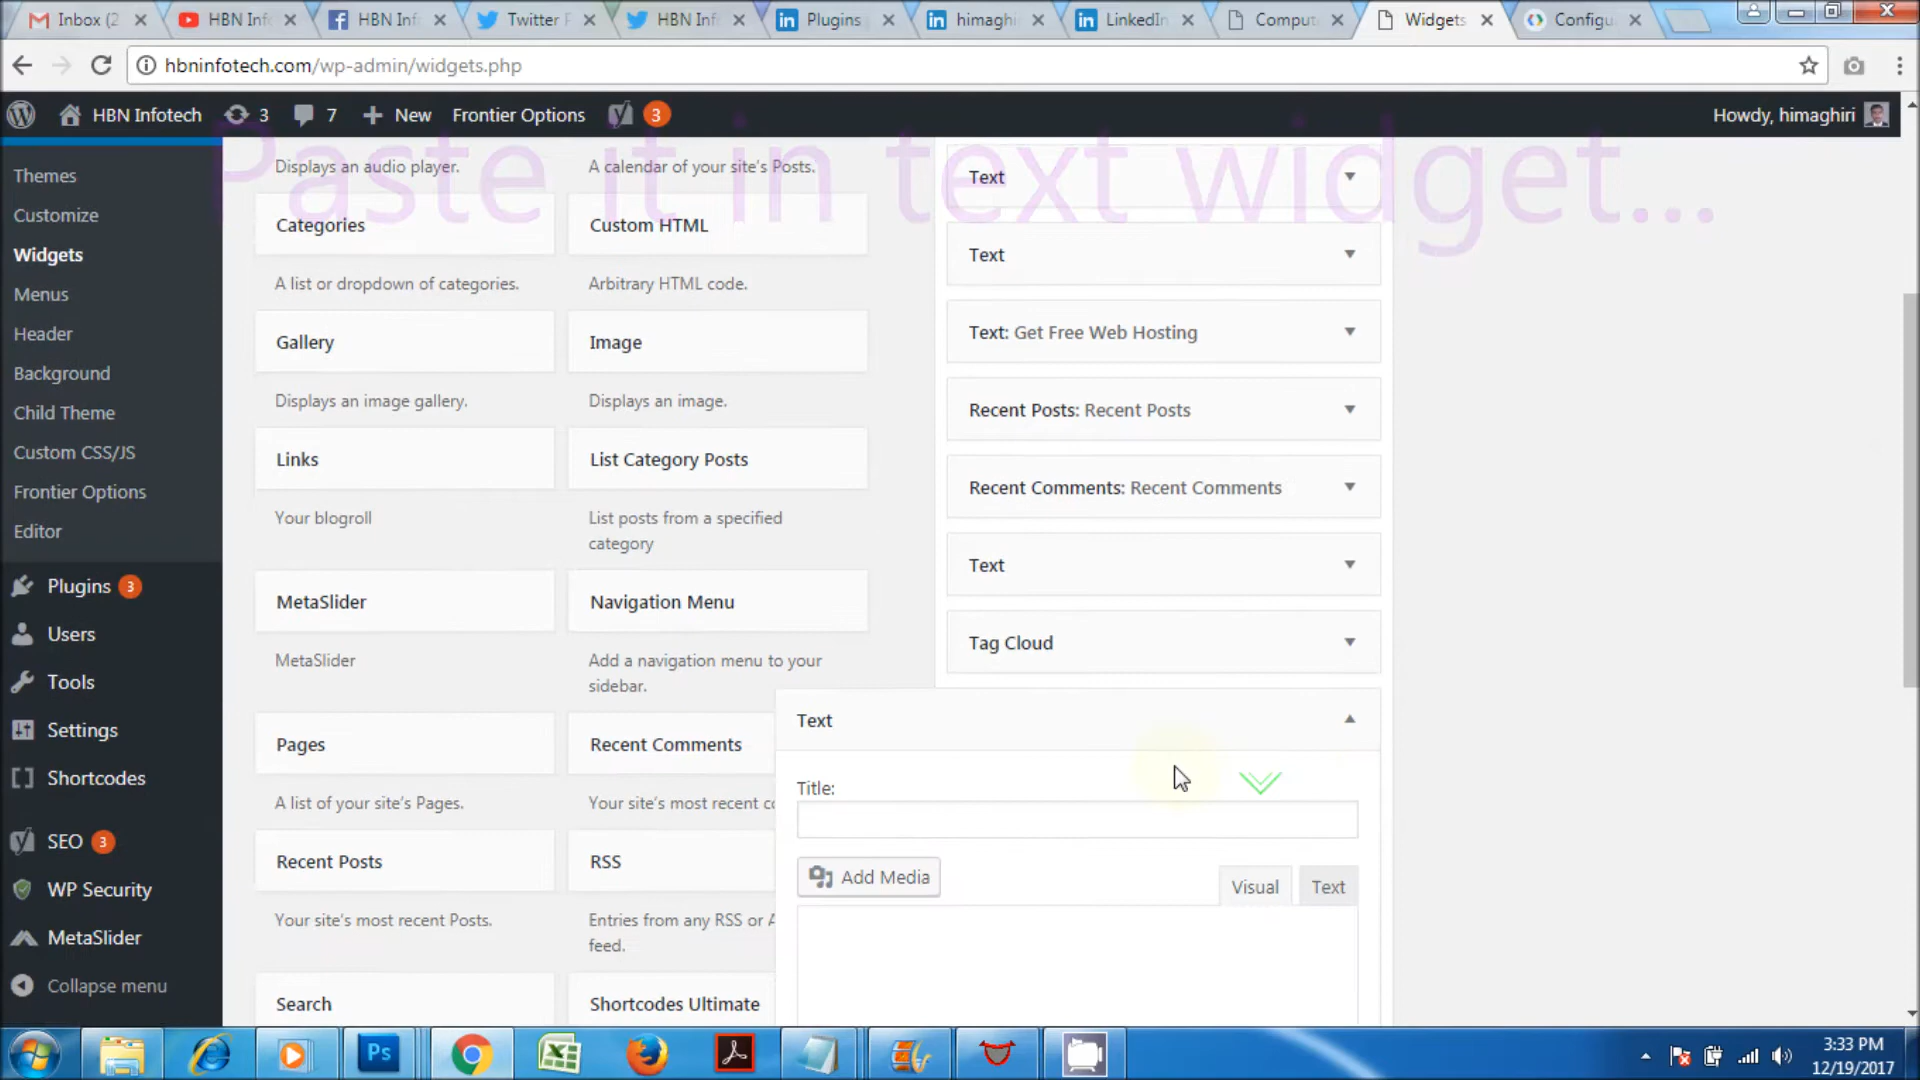 Inbox (2
HBN Inf
HBN Inf
Twitter
HBN Inf
Plugins
himaghi
LinkedIn
Comput
Widgets
Configu
hbninfotech.com/wp-admin/widgets.php
HBN Infotech
3
7
New
Frontier Options
3
Howdy, himaghiri
Paste it in text widget...
Themes
Customize
Widgets
Menus
Header
Background
Child Theme
Custom CSS/JS
Frontier Options
Editor
Plugins 3
Users
Tools
Settings
Shortcodes
SEO 3
WP Security
MetaSlider
Collapse menu
Displays an audio player.
A calendar of your site's Posts.
Categories
Custom HTML
A list or dropdown of categories.
Arbitrary HTML code.
Gallery
Image
Displays an image gallery.
Displays an image.
Links
List Category Posts
Your blogroll
List posts from a specified
category
MetaSlider
Navigation Menu
MetaSlider
Add a navigation menu to your
sidebar.
Pages
Recent Comments
A list of your site's Pages.
Your site's most recent co
Recent Posts
RSS
Your site's most recent Posts.
Entries from any RSS or A
feed.
Search
Shortcodes Ultimate
Text
Text
Text: Get Free Web Hosting
Recent Posts: Recent Posts
Recent Comments: Recent Comments
Text
Tag Cloud
Text
Title:
Add Media
Visual
Text
Ps
3:33 PM
12/19/2017